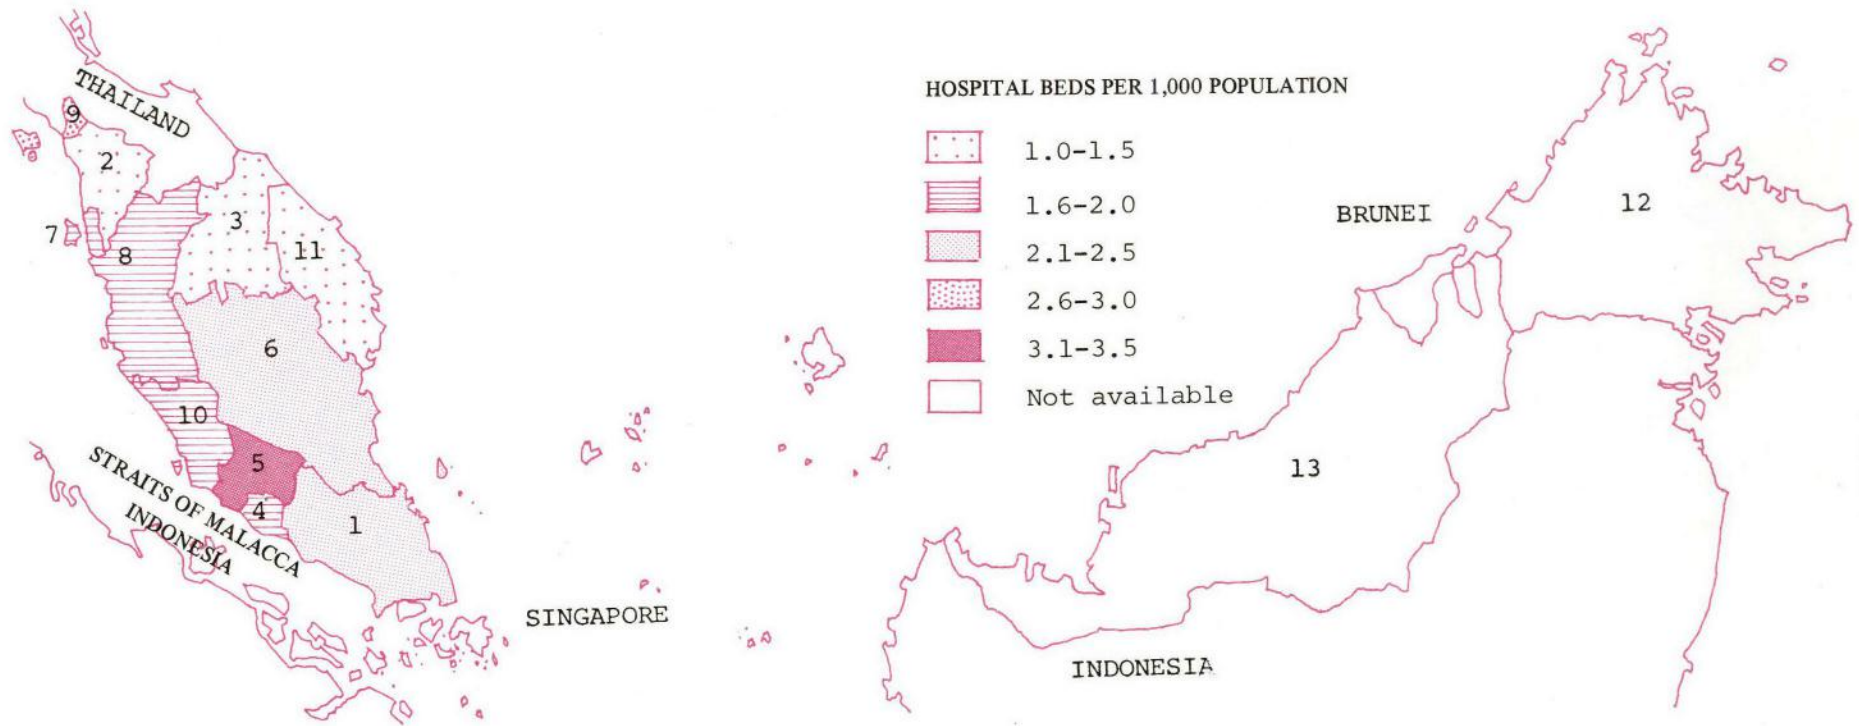 THAILAND
9
2
3
7
8
11
6
10
5
4
1
STRAITS OF MALACCA
INDONESIA
SINGAPORE
HOSPITAL BEDS PER 1,000 POPULATION
1.0-1.5
1.6-2.0
2.1-2.5
2.6-3.0
3.1-3.5
Not available
BRUNEI
12
13
INDONESIA